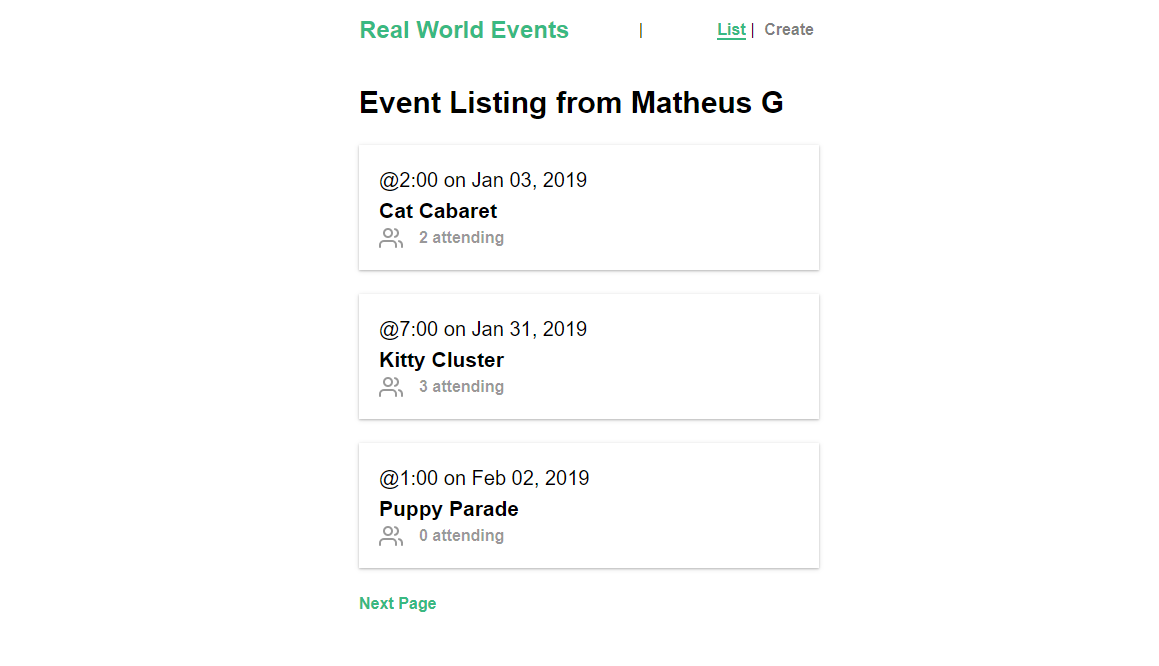 Real World Events | List | Create
Event Listing from Matheus G
@2:00 on Jan 03, 2019
Cat Cabaret
2 attending
@7:00 on Jan 31, 2019
Kitty Cluster
3 attending
@1:00 on Feb 02, 2019
Puppy Parade
0 attending
Next Page